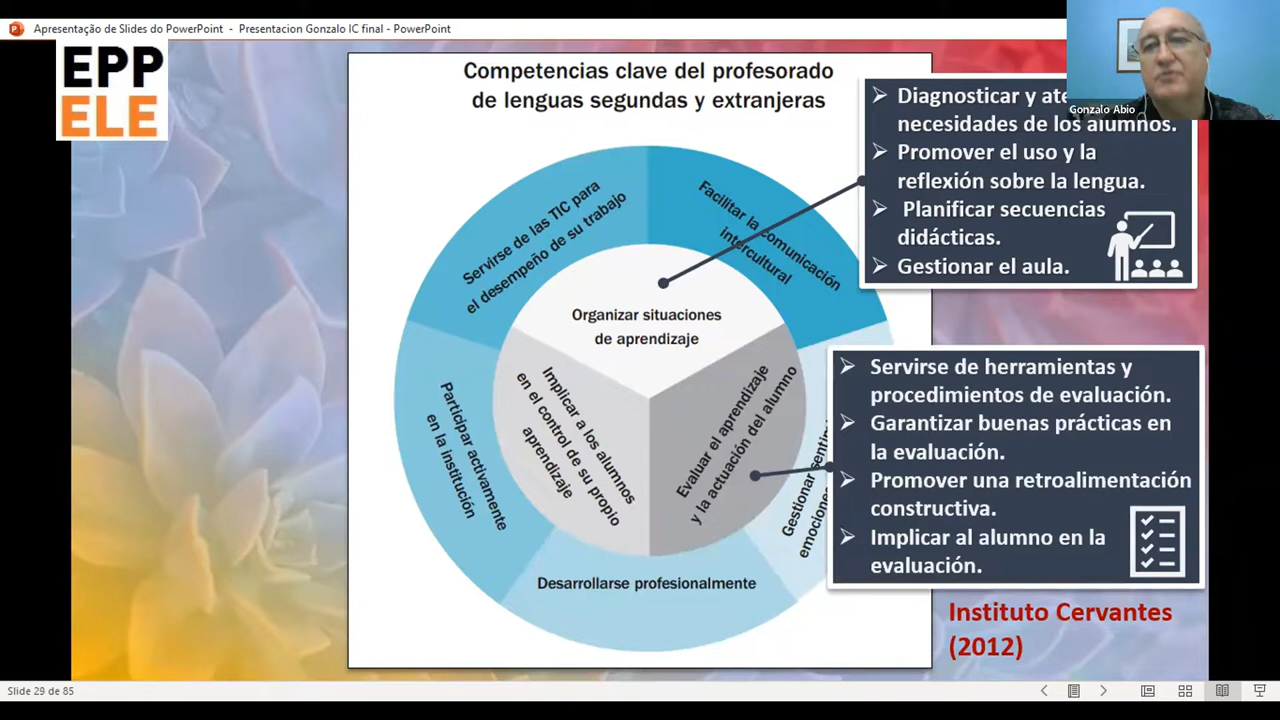 Apresentação de Slides do PowerPoint - Presentacion Gonzalo IC final - PowerPoint
EPP
ELE
Competencias clave del profesorado
de lenguas segundas y extranjeras
Servirse de las TIC para
el desempeño de su trabajo
Facilitar la comunicación
intercultural
Organizar situaciones
de aprendizaje
Implicar a los alumnos
en el control de su propio
aprendizaje
Evaluar el aprendizaje
y la actuación del alumno
Participar activamente
en la institución
Gestionar
emociones
Desarrollarse profesionalmente
Gonzalo Abio
Diagnosticar y
necesidades de los alumnos.
Promover el uso y la
reflexión sobre la lengua.
Planificar secuencias
didácticas.
Gestionar el aula.
Servirse de herramientas y
procedimientos de evaluación.
Garantizar buenas prácticas en
la evaluación.
Promover una retroalimentación
constructiva.
Implicar al alumno en la
evaluación.
Instituto Cervantes
(2012)
Slide 29 de 85